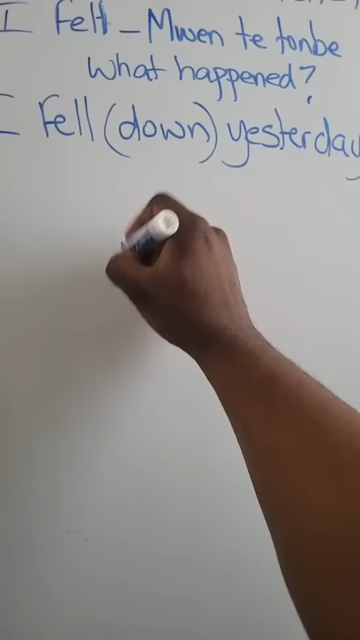 I Fell - Mwen te tonbe
What happened?
I Fell (down) yesterday